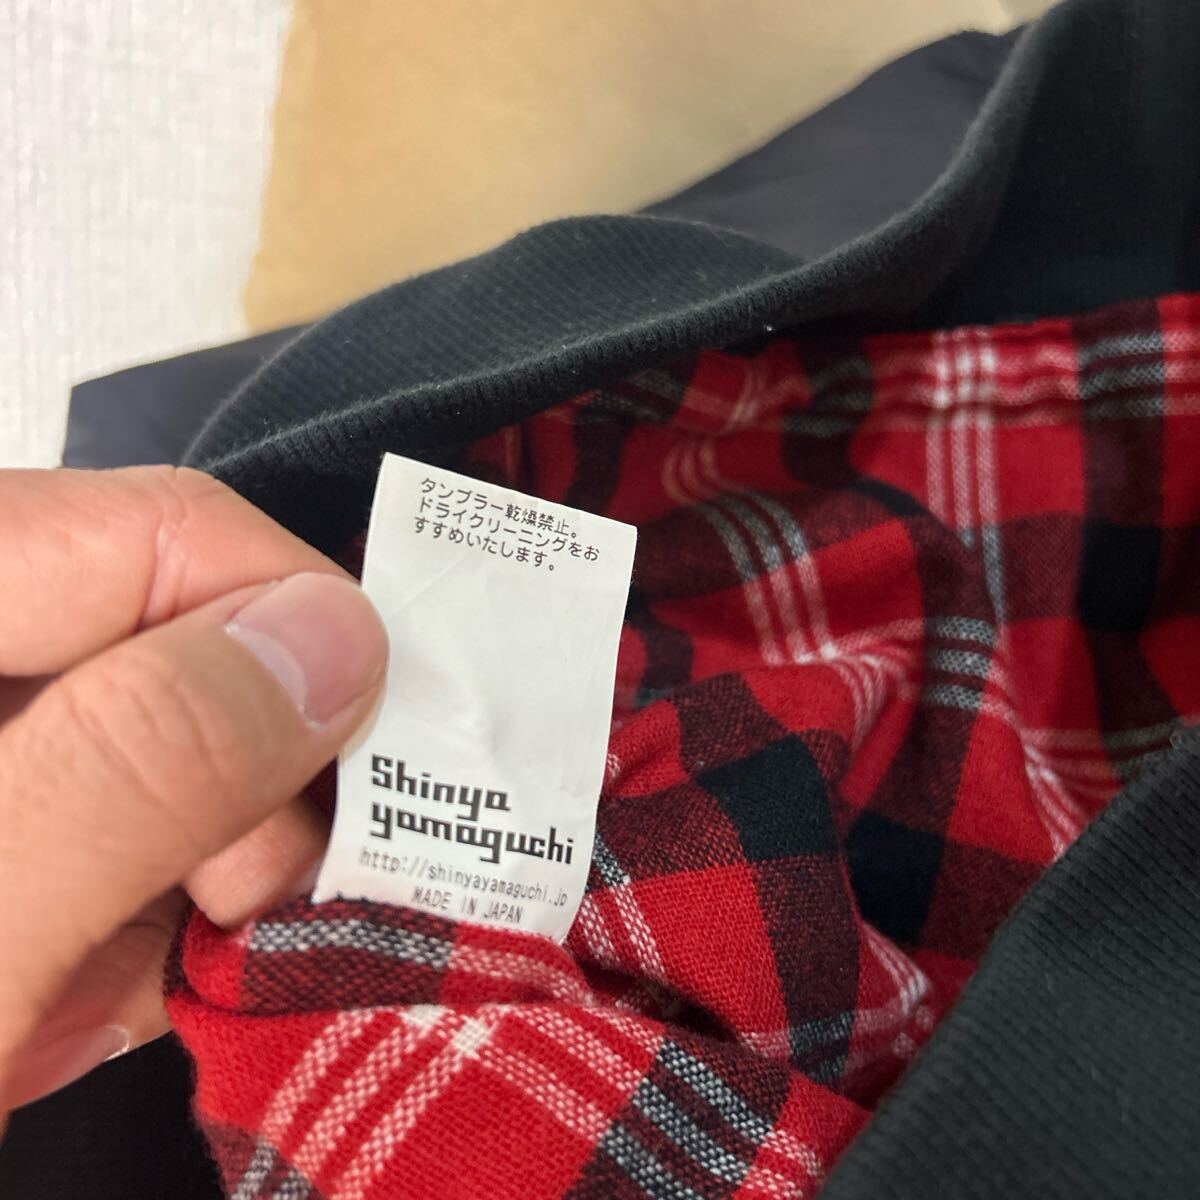 タンブラー乾燥禁止。
ドライクリーニングをお
すすめいたします。
Shinya
yamaguchi
http://shinyayamaguchi.jp
MADE IN JAPAN